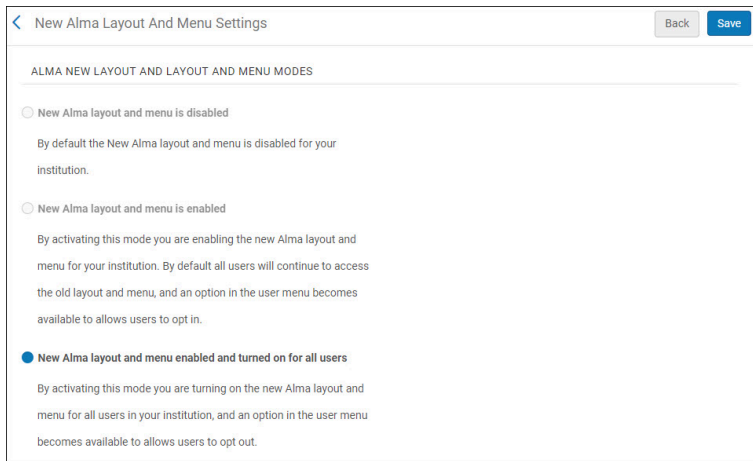 New Alma Layout And Menu Settings
Back
Save
ALMA NEW LAYOUT AND LAYOUT AND MENU MODES
New Alma layout and menu is disabled
By default the New Alma layout and menu is disabled for your
institution.
New Alma layout and menu is enabled
By activating this mode you are enabling the new Alma layout and
menu for your institution. By default all users will continue to access
the old layout and menu, and an option in the user menu becomes
available to allows users to opt in.
New Alma layout and menu enabled and turned on for all users
By activating this mode you are turning on the new Alma layout and
menu for all users in your institution, and an option in the user menu
becomes available to allows users to opt out.